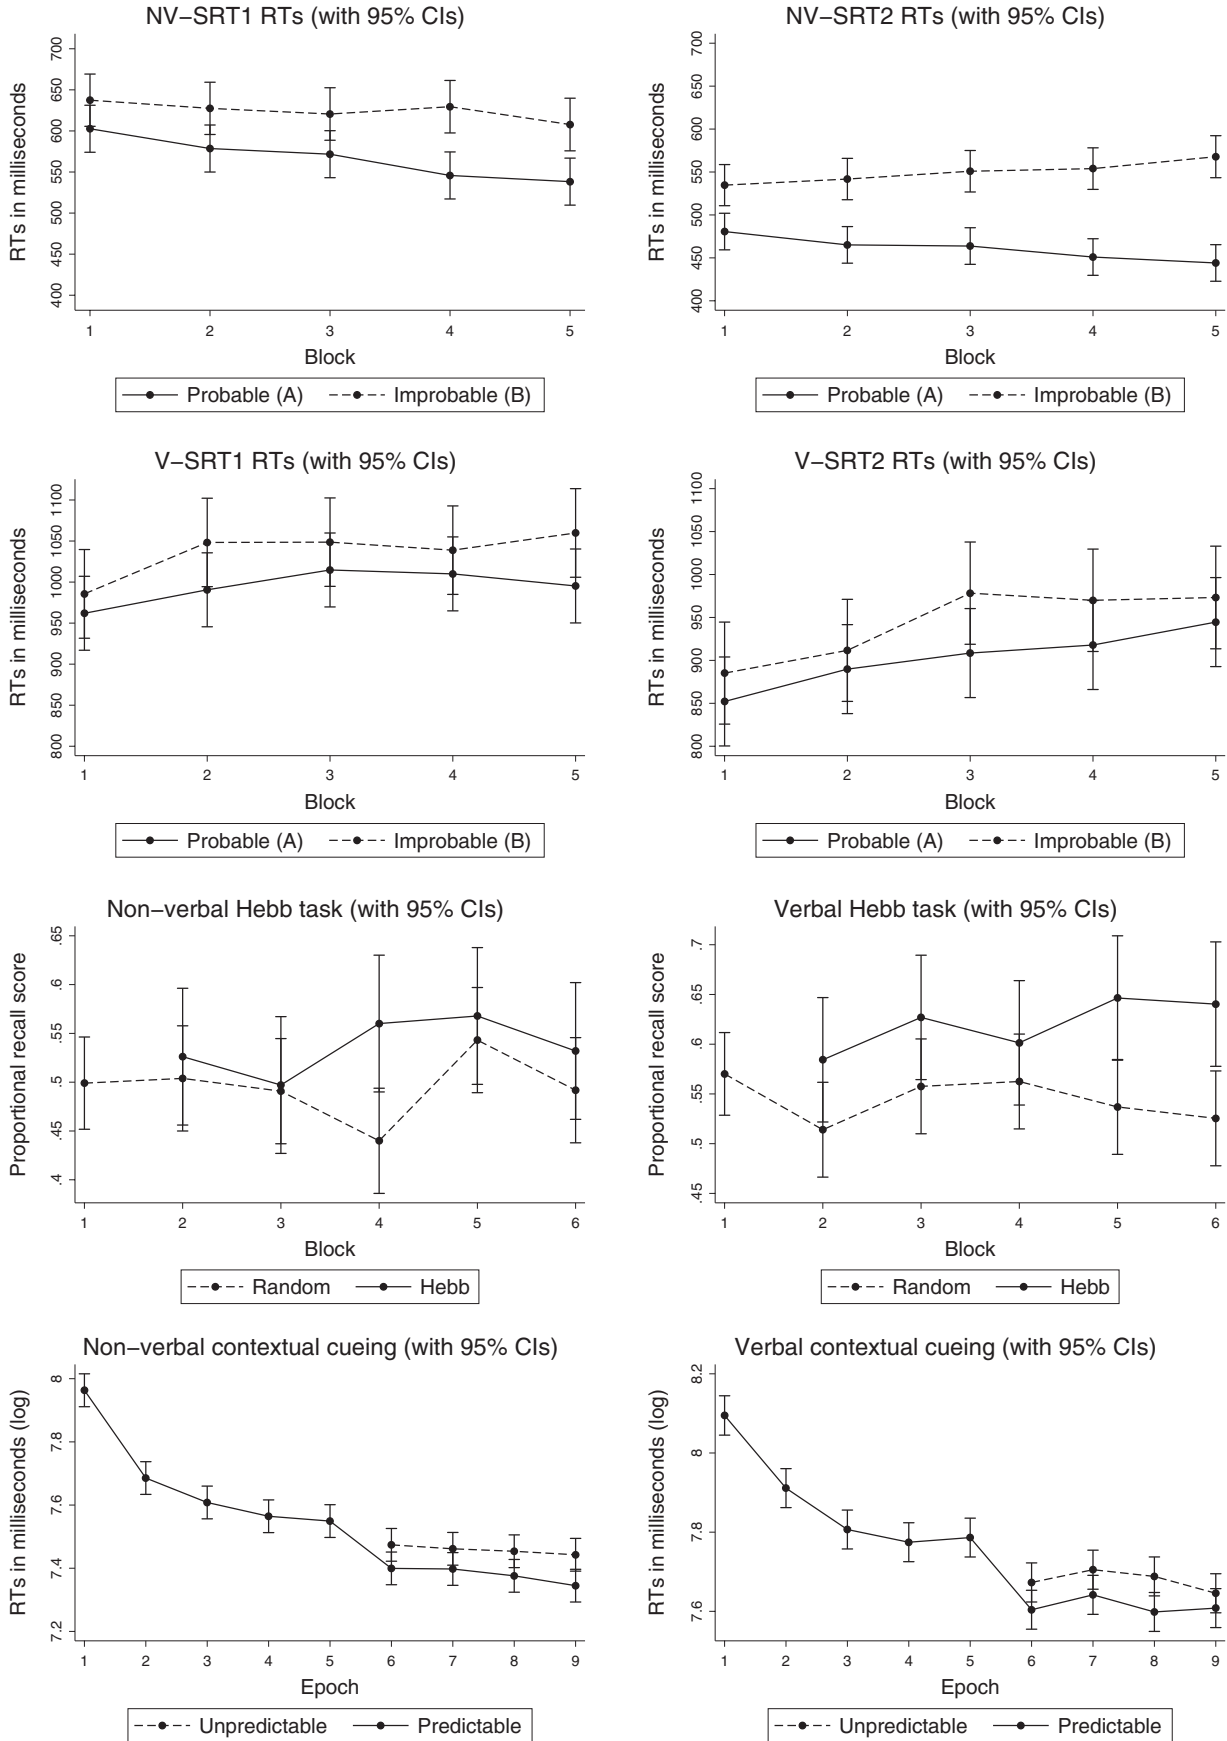 NV−SRT1 RTs (with 95% CIs)
RTs in milliseconds
700
650
600
550
500
450
400
1 2 3 4 5
Block
Probable (A) Improbable (B)
NV−SRT2 RTs (with 95% CIs)
RTs in milliseconds
700
650
600
550
500
450
400
1 2 3 4 5
Block
Probable (A) Improbable (B)
V−SRT1 RTs (with 95% CIs)
RTs in milliseconds
1100
1050
1000
950
900
850
800
1 2 3 4 5
Block
Probable (A) Improbable (B)
V−SRT2 RTs (with 95% CIs)
RTs in milliseconds
1100
1050
1000
950
900
850
800
1 2 3 4 5
Block
Probable (A) Improbable (B)
Non−verbal Hebb task (with 95% CIs)
Proportional recall score
.65
.6
.55
.5
.45
.4
1 2 3 4 5 6
Block
Random Hebb
Verbal Hebb task (with 95% CIs)
Proportional recall score
.7
.65
.6
.55
.5
.45
1 2 3 4 5 6
Block
Random Hebb
Non−verbal contextual cueing (with 95% CIs)
RTs in milliseconds (log)
8
7.8
7.6
7.4
7.2
1 2 3 4 5 6 7 8 9
Epoch
Unpredictable Predictable
Verbal contextual cueing (with 95% CIs)
RTs in milliseconds (log)
8.2
8
7.8
7.6
1 2 3 4 5 6 7 8 9
Epoch
Unpredictable Predictable